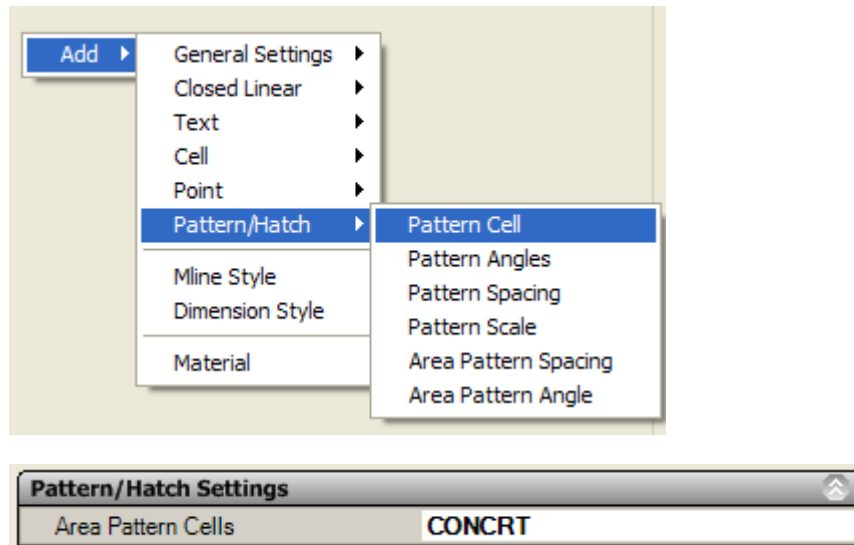 Add
General Settings
Closed Linear
Text
Cell
Point
Pattern/Hatch
Mline Style
Dimension Style
Material
Pattern Cell
Pattern Angles
Pattern Spacing
Pattern Scale
Area Pattern Spacing
Area Pattern Angle
Pattern/Hatch Settings
Area Pattern Cells CONCRT